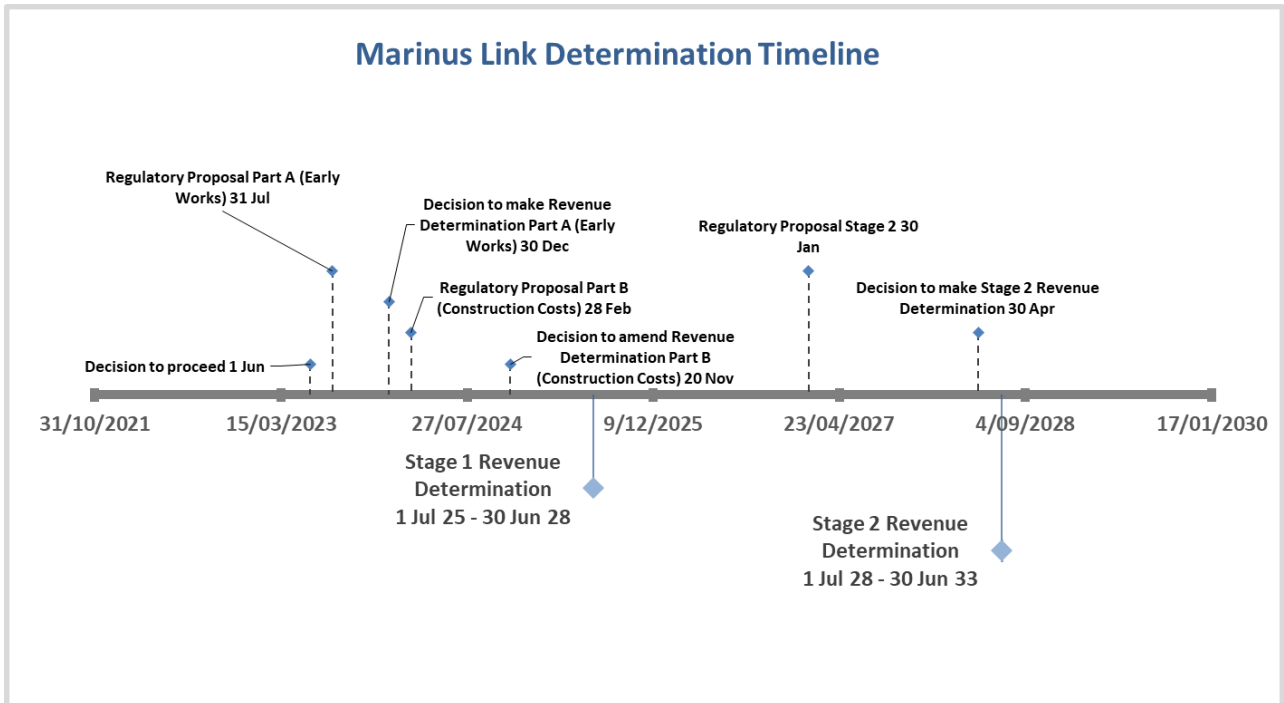 Marinus Link Determination Timeline
Regulatory Proposal Part A (Early
Works) 31 Jul
Decision to make Revenue
Determination Part A (Early
Works) 30 Dec
Regulatory Proposal Part B
(Construction Costs) 28 Feb
Decision to proceed 1 Jun
Decision to amend Revenue
Determination Part B
(Construction Costs) 20 Nov
Regulatory Proposal Stage 2 30
Jan
Decision to make Stage 2 Revenue
Determination 30 Apr
31/10/2021
15/03/2023
27/07/2024
9/12/2025
23/04/2027
4/09/2028
17/01/2030
Stage 1 Revenue
Determination
1 Jul 25 - 30 Jun 28
Stage 2 Revenue
Determination
1 Jul 28 - 30 Jun 33